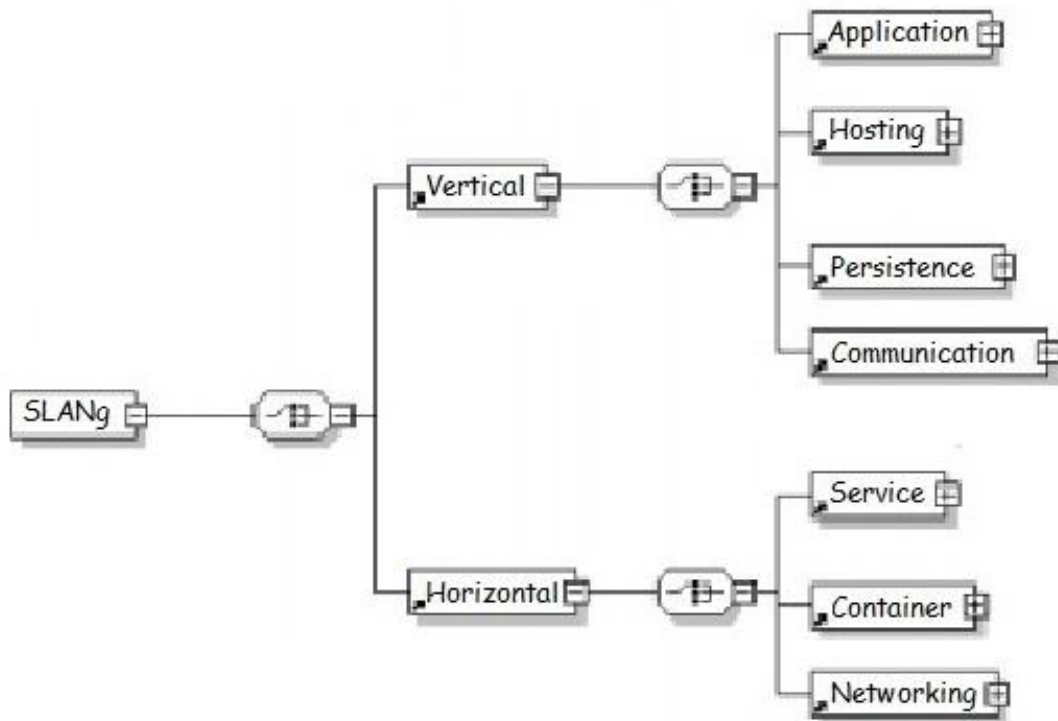 Application
Hosting
Vertical
Persistence
Communication
SLANg
Service
Horizontal
Container
Networking